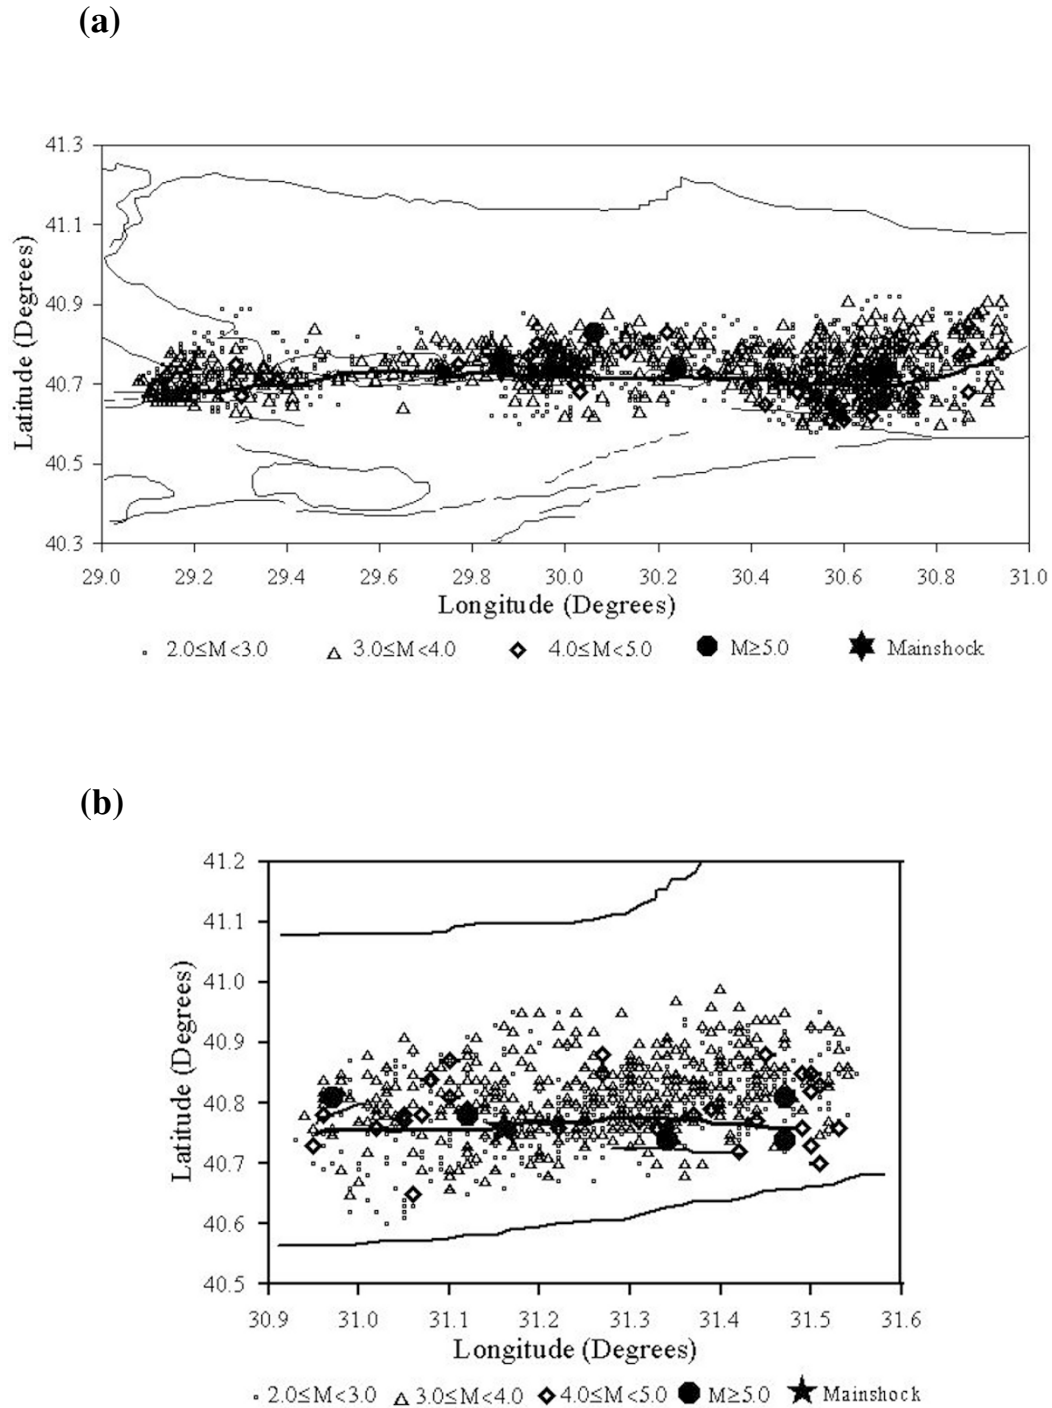 (a)
41.3
41.1
40.9
40.7
40.5
40.3
Latitude (Degrees)
29.0 29.2 29.4 29.6 29.8 30.0 30.2 30.4 30.6 30.8 31.0
Longitude (Degrees)
2.0≤M<3.0 3.0≤M<4.0 4.0≤M<5.0 M≥5.0 Mainshock
(b)
41.2
41.1
41.0
40.9
40.8
40.7
40.6
40.5
Latitude (Degrees)
30.9 31.0 31.1 31.2 31.3 31.4 31.5 31.6
Longitude (Degrees)
2.0≤M<3.0 3.0≤M<4.0 4.0≤M<5.0 M≥5.0 Mainshock